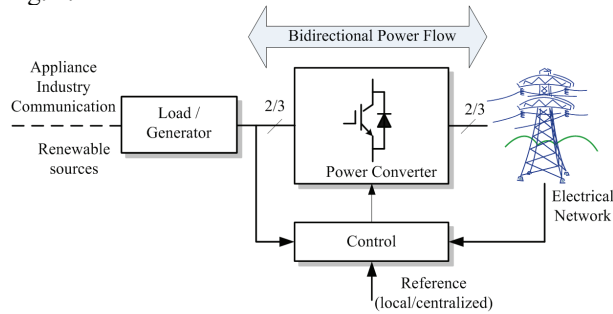 Bidirectional Power Flow
Appliance
Industry
Communication
Renewable
sources
Load /
Generator
2/3
Power Converter
2/3
Electrical
Network
Control
Reference
(local/centralized)